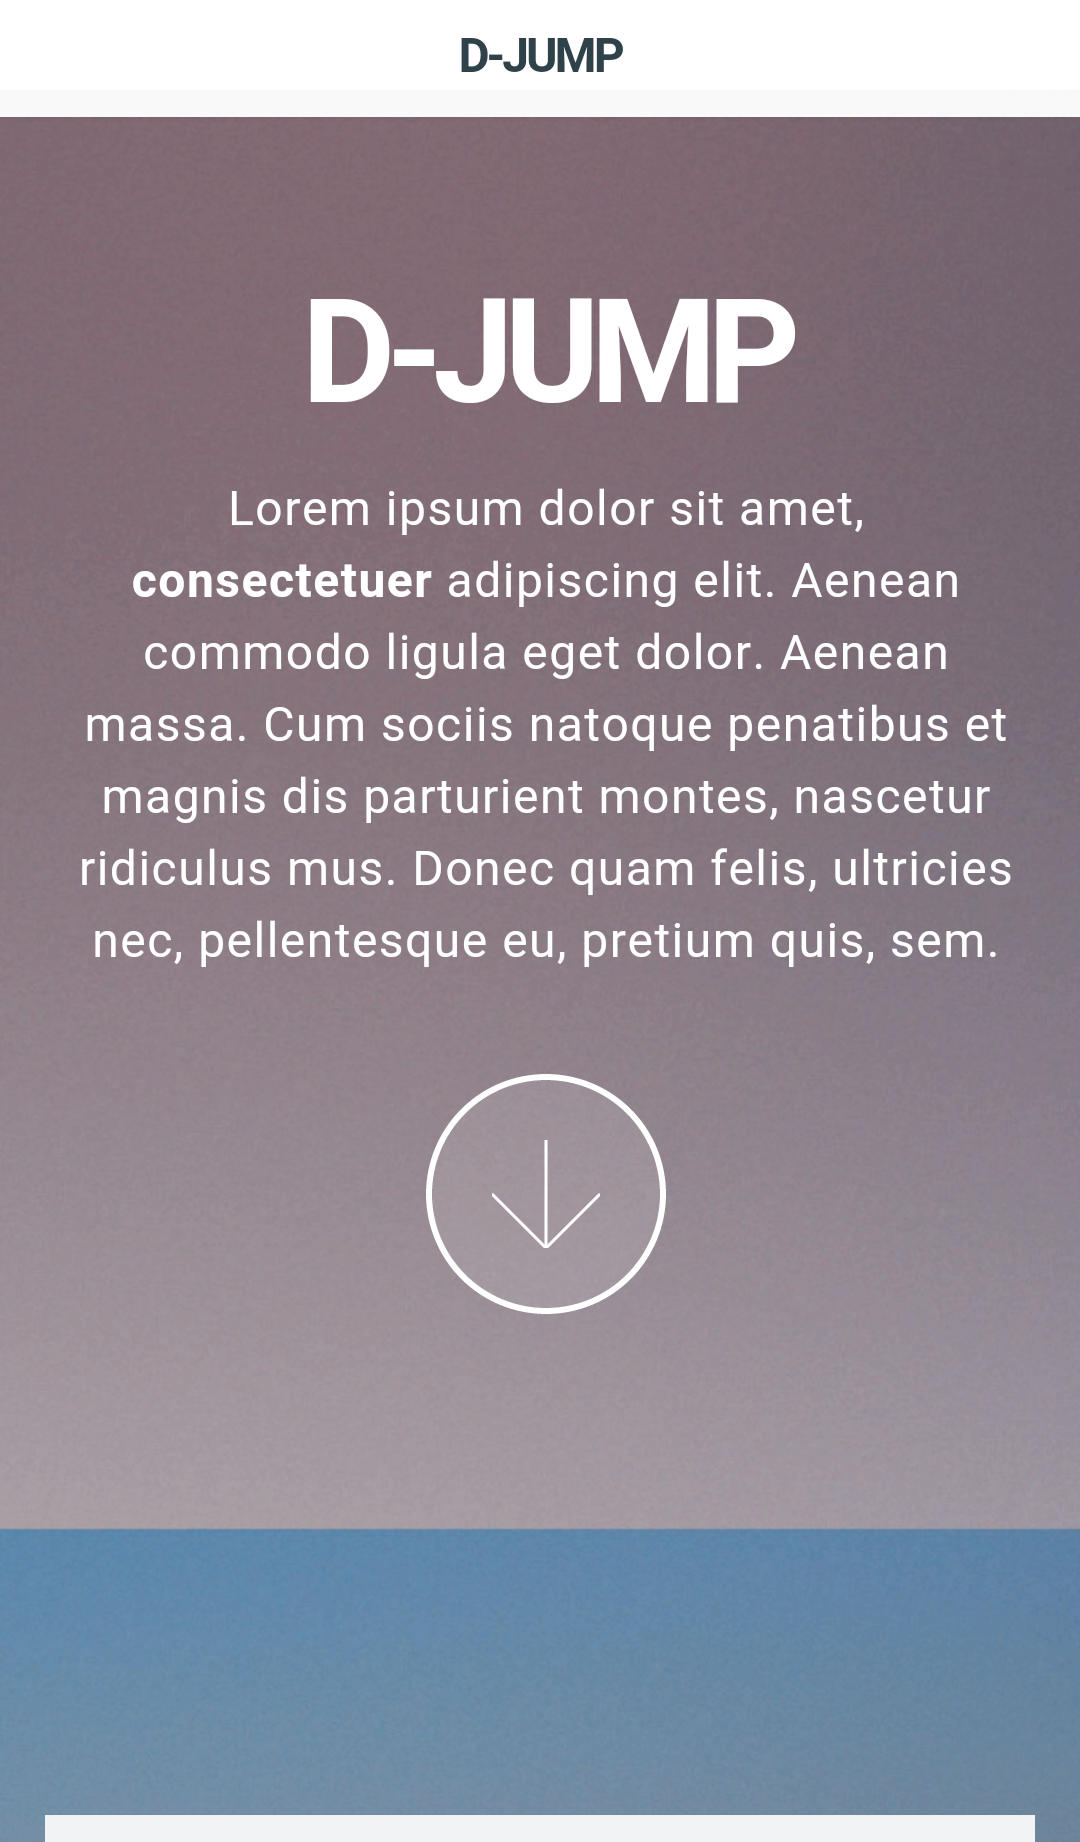 D-JUMP
D-JUMP
Lorem ipsum dolor sit amet,
consectetuer adipiscing elit. Aenean
commodo ligula eget dolor. Aenean
massa. Cum sociis natoque penatibus et
magnis dis parturient montes, nascetur
ridiculus mus. Donec quam felis, ultricies
nec, pellentesque eu, pretium quis, sem.